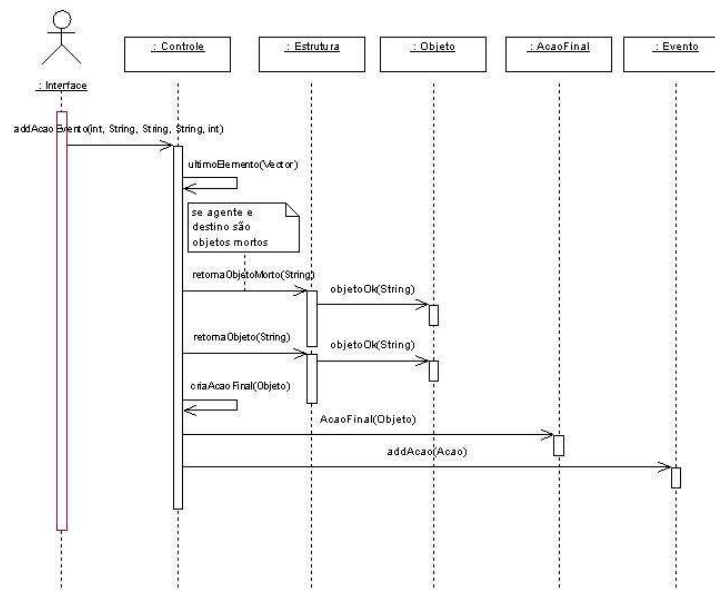 : Controle
: Estrutura
: Objeto
: AcaoFinal
: Evento
: Interface
addAcaoEvento(int, String, String, String, int)
ultimoElemento(Vector)
se agente e
destino são
objetos mortos
retornaObjetoMorto(String)
objetoOk(String)
retornaObjeto(String)
objetoOk(String)
criaAcaoFinal(Objeto)
AcaoFinal(Objeto)
addAcao(Acao)